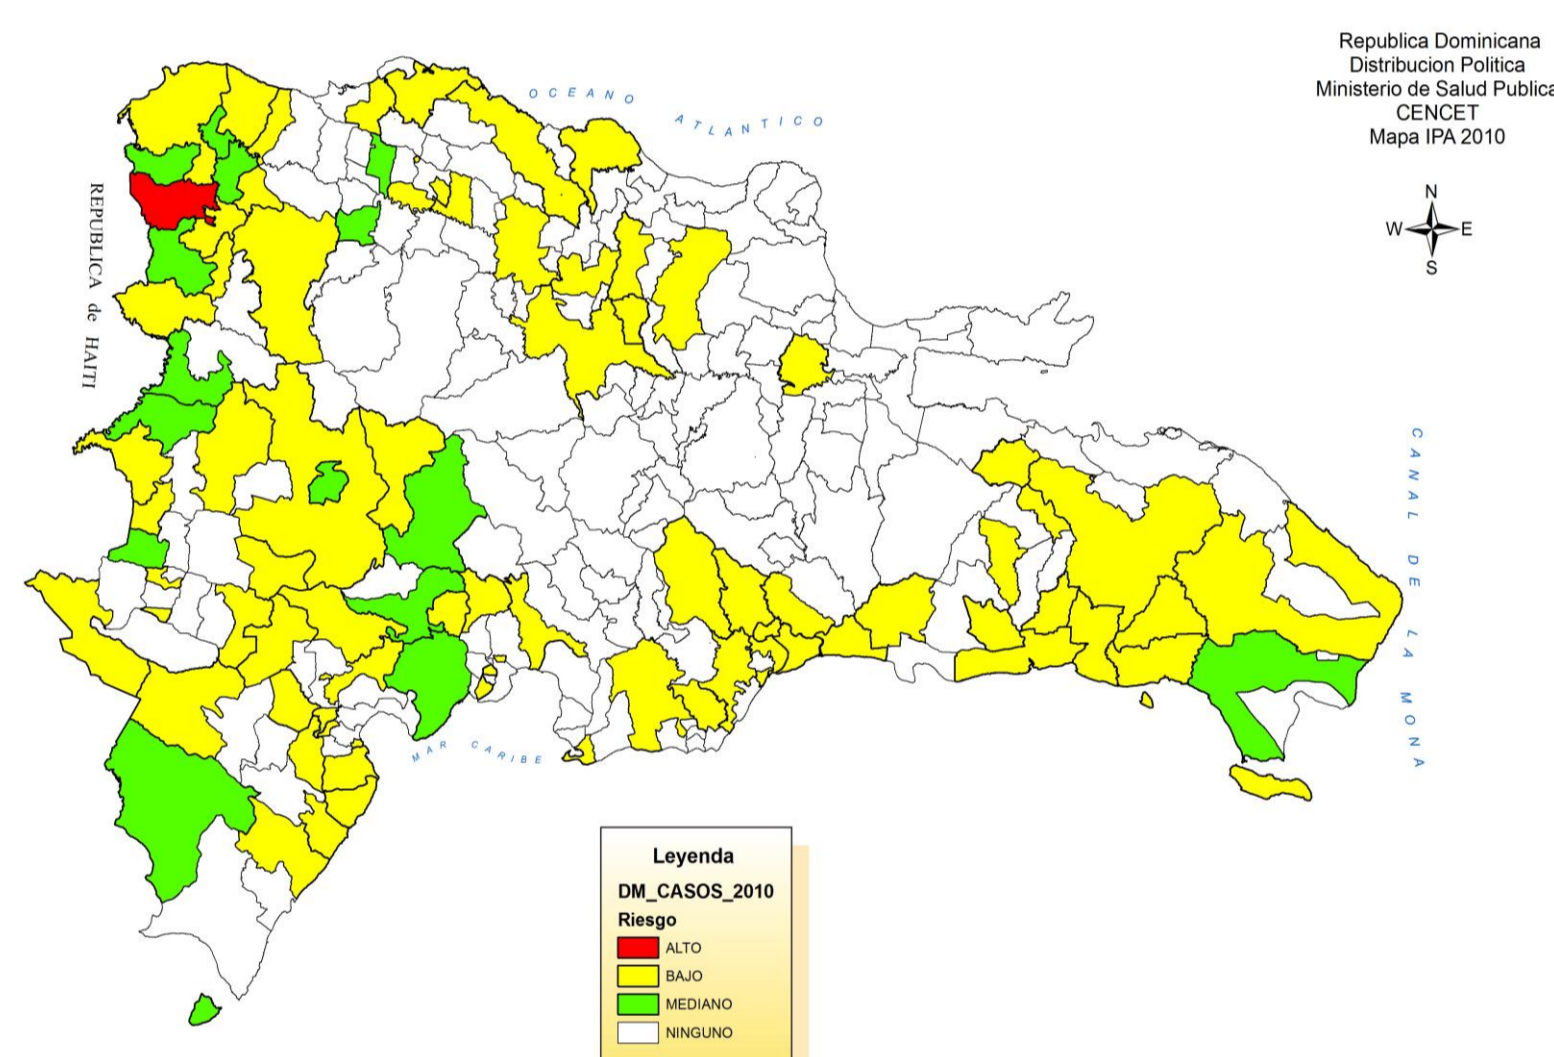 Republica Dominicana
Distribucion Politica
Ministerio de Salud Publica
CENCET
Mapa IPA 2010
N
W E
S
OCEANO
ATLANTICO
REPUBLICA de HAITI
CANAL DE LA MONA
MAR CARIBE
Leyenda
DM_CASOS_2010
Riesgo
ALTO
BAJO
MEDIANO
NINGUNO